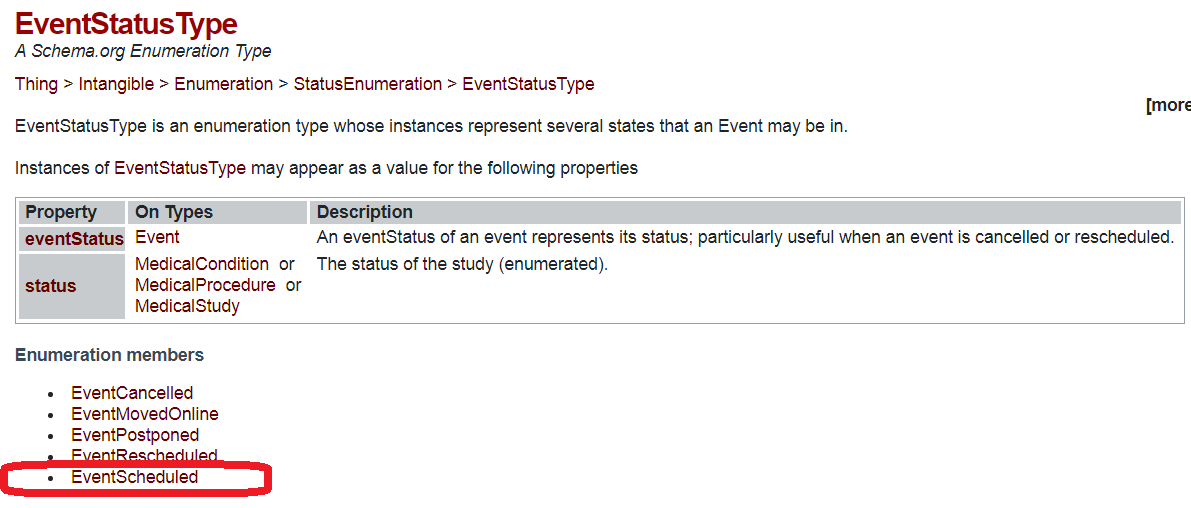 EventStatusType
A Schema.org Enumeration Type
Thing > Intangible > Enumeration > StatusEnumeration > EventStatusType
[more
EventStatusType is an enumeration type whose instances represent several states that an Event may be in.
Instances of EventStatusType may appear as a value for the following properties
Property On Types Description
eventStatus Event An eventStatus of an event represents its status; particularly useful when an event is cancelled or rescheduled.
status MedicalCondition or The status of the study (enumerated).
MedicalProcedure or
MedicalStudy
Enumeration members
EventCancelled
EventMovedOnline
EventPostponed
EventRescheduled
EventScheduled